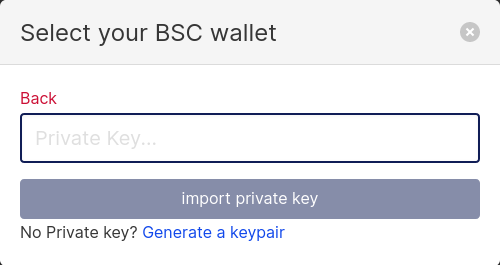 Select your BSC wallet
Back
Private Key...
import private key
No Private key? Generate a keypair